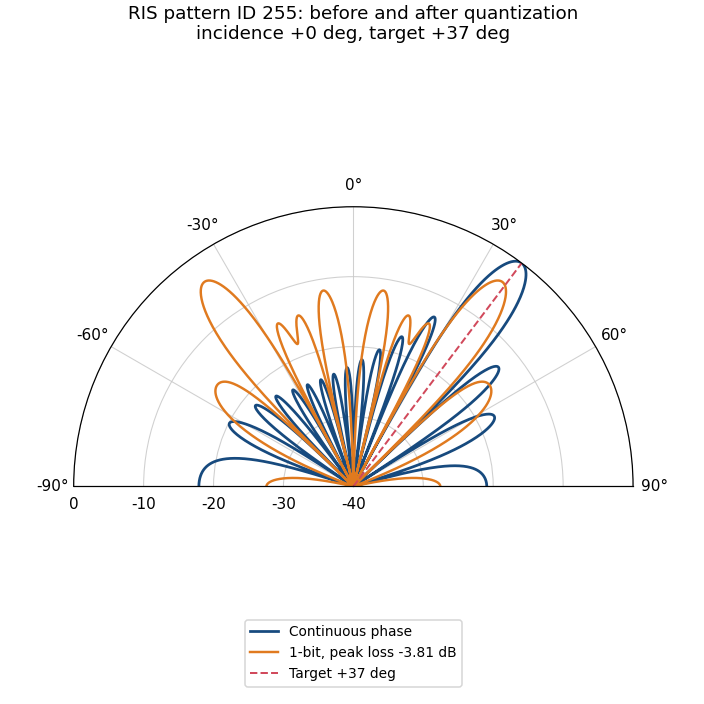 RIS pattern ID 255: before and after quantization
incidence +0 deg, target +37 deg
0°
-30°
30°
-60°
60°
-90°
90°
0
-10
-20
-30
-40
Continuous phase
1-bit, peak loss -3.81 dB
Target +37 deg